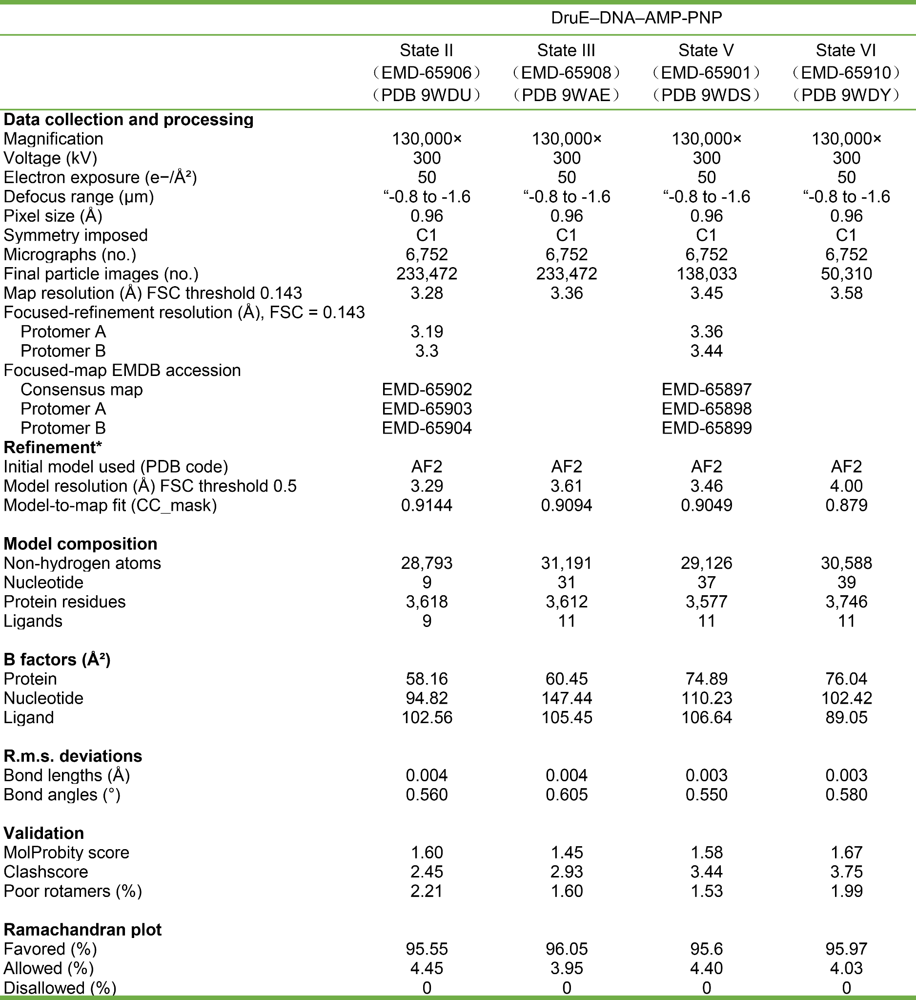 DruE–DNA–AMP-PNP
State II State III State V State VI
（EMD-65906） （EMD-65908） （EMD-65901） （EMD-65910）
（PDB 9WDU） （PDB 9WAE） （PDB 9WDS） （PDB 9WDY）
Data collection and processing
Magnification 130,000× 130,000× 130,000× 130,000×
Voltage (kV) 300 300 300 300
Electron exposure (e−/Å²) 50 50 50 50
Defocus range (μm) “-0.8 to -1.6 “-0.8 to -1.6 “-0.8 to -1.6 “-0.8 to -1.6
Pixel size (Å) 0.96 0.96 0.96 0.96
Symmetry imposed C1 C1 C1 C1
Micrographs (no.) 6,752 6,752 6,752 6,752
Final particle images (no.) 233,472 233,472 138,033 50,310
Map resolution (Å) FSC threshold 0.143 3.28 3.36 3.45 3.58
Focused-refinement resolution (Å), FSC = 0.143
Protomer A 3.19 3.36
Protomer B 3.3 3.44
Focused-map EMDB accession
Consensus map EMD-65902 EMD-65897
Protomer A EMD-65903 EMD-65898
Protomer B EMD-65904 EMD-65899
Refinement*
Initial model used (PDB code) AF2 AF2 AF2 AF2
Model resolution (Å) FSC threshold 0.5 3.29 3.61 3.46 4.00
Model-to-map fit (CC_mask) 0.9144 0.9094 0.9049 0.879
Model composition
Non-hydrogen atoms 28,793 31,191 29,126 30,588
Nucleotide 9 31 37 39
Protein residues 3,618 3,612 3,577 3,746
Ligands 9 11 11 11
B factors (Å²)
Protein 58.16 60.45 74.89 76.04
Nucleotide 94.82 147.44 110.23 102.42
Ligand 102.56 105.45 106.64 89.05
R.m.s. deviations
Bond lengths (Å) 0.004 0.004 0.003 0.003
Bond angles (°) 0.560 0.605 0.550 0.580
Validation
MolProbity score 1.60 1.45 1.58 1.67
Clashscore 2.45 2.93 3.44 3.75
Poor rotamers (%) 2.21 1.60 1.53 1.99
Ramachandran plot
Favored (%) 95.55 96.05 95.6 95.97
Allowed (%) 4.45 3.95 4.40 4.03
Disallowed (%) 0 0 0 0